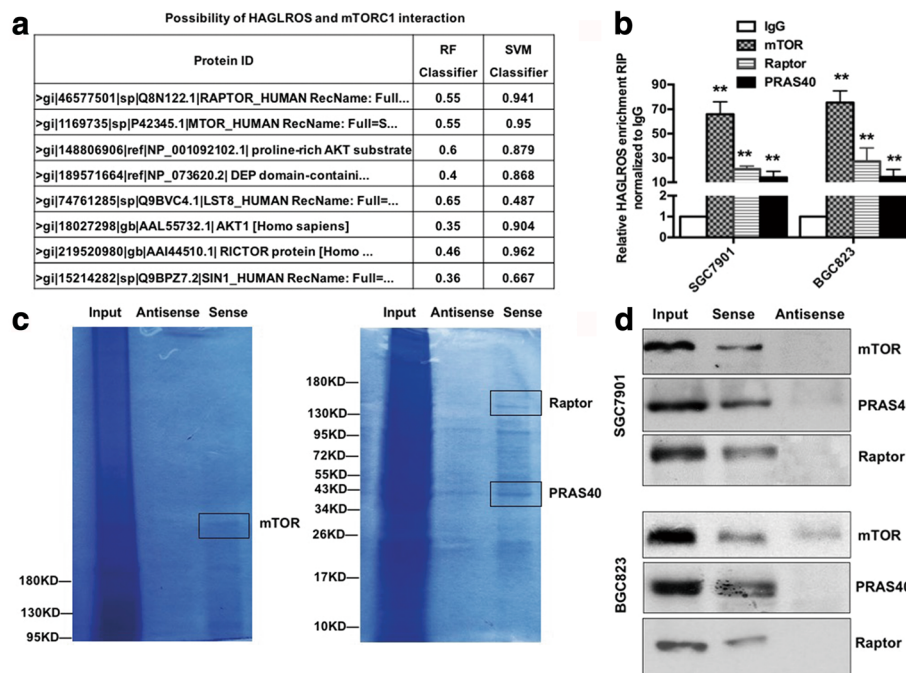 a
Possibility of HAGLROS and mTORC1 interaction
Protein ID
RF Classifier
SVM Classifier
>gi|46577501|sp|Q8N122.1|RAPTOR_HUMAN RecName: Full... 0.55 0.941
>gi|1169735|sp|P42345.1|MTOR_HUMAN RecName: Full=S... 0.55 0.95
>gi|148806906|ref|NP_001092102.1| proline-rich AKT substrate 0.6 0.879
>gi|189571664|ref|NP_073620.2| DEP domain-containi... 0.4 0.868
>gi|74761285|sp|Q9BVC4.1|LST8_HUMAN RecName: Full=... 0.65 0.487
>gi|18027298|gb|AAL55732.1| AKT1 [Homo sapiens] 0.35 0.904
>gi|219520980|gb|AAI44510.1| RICTOR protein [Homo ... 0.46 0.962
>gi|15214282|sp|Q9BPZ7.2|SIN1_HUMAN RecName: Full=... 0.36 0.667
b
IgG
mTOR
Raptor
PRAS40
Relative HAGLROS enrichment RIP
normalized to IgG
90
70
50
30
10
2
1
0
**
**
**
**
**
**
SGC7901
BGC823
c
Input Antisense Sense
mTOR
180KD
130KD
95KD
Input Antisense Sense
180KD
130KD
95KD
72KD
55KD
43KD
34KD
26KD
17KD
10KD
Raptor
PRAS40
d
Input Sense Antisense
SGC7901
mTOR
PRAS4
Raptor
BGC823
mTOR
PRAS40
Raptor